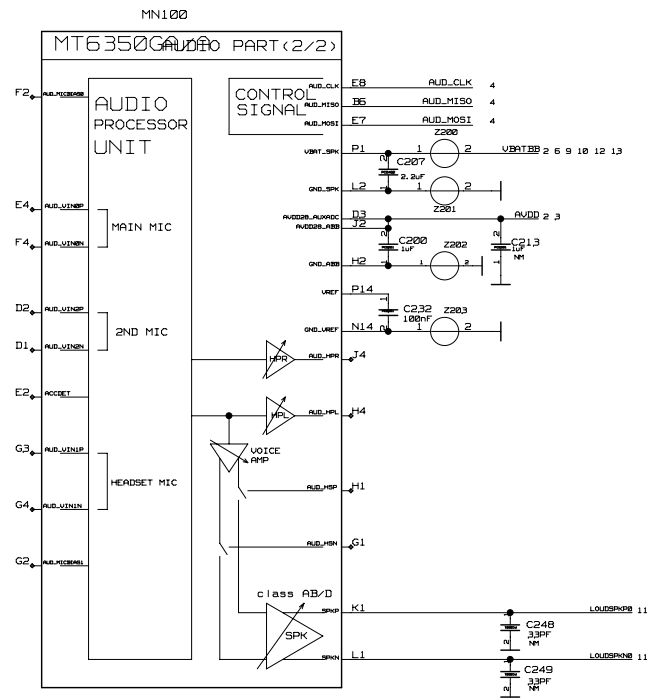 MN100
MT6350GA/A AUDIO PART(2/2)
AUDIO
PROCESSOR
UNIT
CONTROL
SIGNAL
F2 AUD_MICBIAS0
AUD_CLK E8 AUD_CLK 4
AUD_MISO B6 AUD_MISO 4
AUD_MOSI E7 AUD_MOSI 4
Z200
VBAT_SPK P1 1 2 VBATBB 2 6 9 10 12 13
C207
2.2uF
GND_SPK L2 1 2
Z201
E4 AUD_VIN0P
MAIN MIC
F4 AUD_VIN0N
AVDD28_AUXADC D3 AVDD 2 3
AVDD28_ABB J2
C200
1uF
Z202
C213
1uF
NM
GND_ABB H2 1 2
D2 AUD_VIN2P
2ND MIC
D1 AUD_VIN2N
VREF P14
C232
100nF
Z203
GND_VREF N14 1 2
HPR AUD_HPR J4
E2 ACCDET
HPL AUD_HPL H4
G3 AUD_VIN1P
VOICE
AMP
HEADSET MIC
AUD_HSP H1
G4 AUD_VIN1N
AUD_HSN G1
G2 AUD_MICBIAS1
class AB/D
SPK
SPKP K1 LOUDSPKP0 11
C248
33PF
NM
SPKN L1 LOUDSPKN0 11
C249
33PF
NM